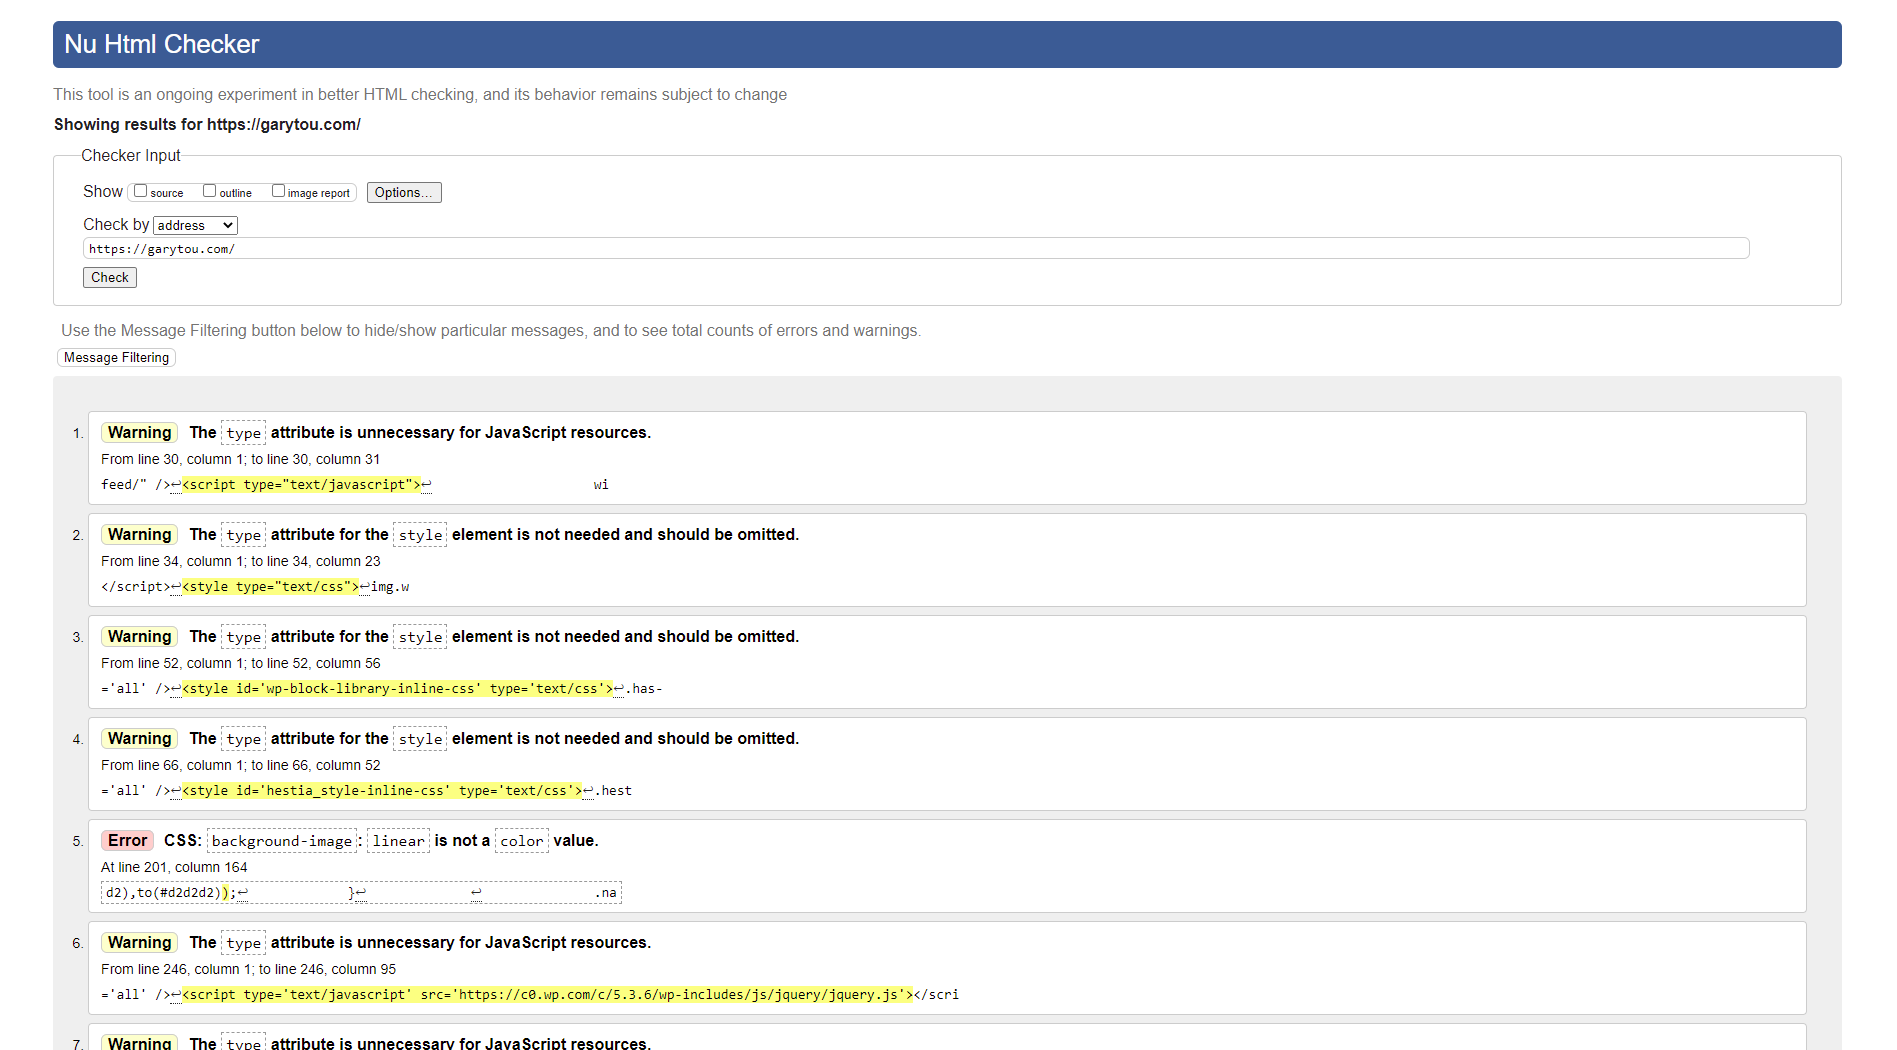 Nu Html Checker
This tool is an ongoing experiment in better HTML checking, and its behavior remains subject to change
Showing results for https://garytou.com/
Checker Input
Show source outline image report Options...
Check by address
https://garytou.com/
Check
Use the Message Filtering button below to hide/show particular messages, and to see total counts of errors and warnings.
Message Filtering
1. Warning The type attribute is unnecessary for JavaScript resources.
From line 30, column 1; to line 30, column 31
feed/" />↩<script type="text/javascript">↩ wi
2. Warning The type attribute for the style element is not needed and should be omitted.
From line 34, column 1; to line 34, column 23
</script>↩<style type="text/css">↩img.w
3. Warning The type attribute for the style element is not needed and should be omitted.
From line 52, column 1; to line 52, column 56
='all' />↩<style id='wp-block-library-inline-css' type='text/css'>↩.has-
4. Warning The type attribute for the style element is not needed and should be omitted.
From line 66, column 1; to line 66, column 52
='all' />↩<style id='hestia_style-inline-css' type='text/css'>↩.hest
5. Error CSS: background-image: linear is not a color value.
At line 201, column 164
d2),to(#d2d2d2));↩ }↩ ↩ .na
6. Warning The type attribute is unnecessary for JavaScript resources.
From line 246, column 1; to line 246, column 95
='all' />↩<script type='text/javascript' src='https://c0.wp.com/c/5.3.6/wp-includes/js/jquery/jquery.js'></scri
7. Warning The type attribute is unnecessary for JavaScript resources.